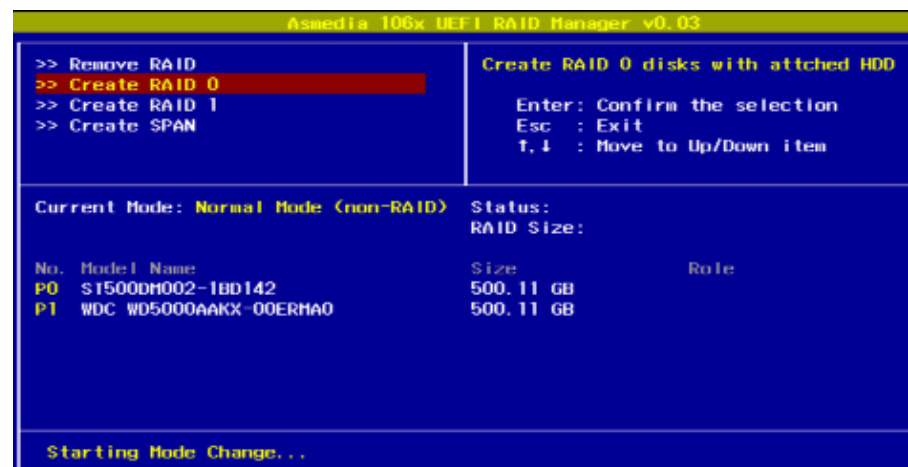 Asmedia 106x UEFI RAID Manager v0.03
>> Remove RAID
>> Create RAID 0
>> Create RAID 1
>> Create SPAN
Create RAID 0 disks with attched HDD
Enter: Confirm the selection
Esc : Exit
↑,↓ : Move to Up/Down item
Current Mode: Normal Mode (non-RAID)
Status:
RAID Size:
No. Model Name Size Role
P0 ST500DM002-1BD142 500.11 GB
P1 WDC WD5000AAKX-00ERMA0 500.11 GB
Starting Mode Change...